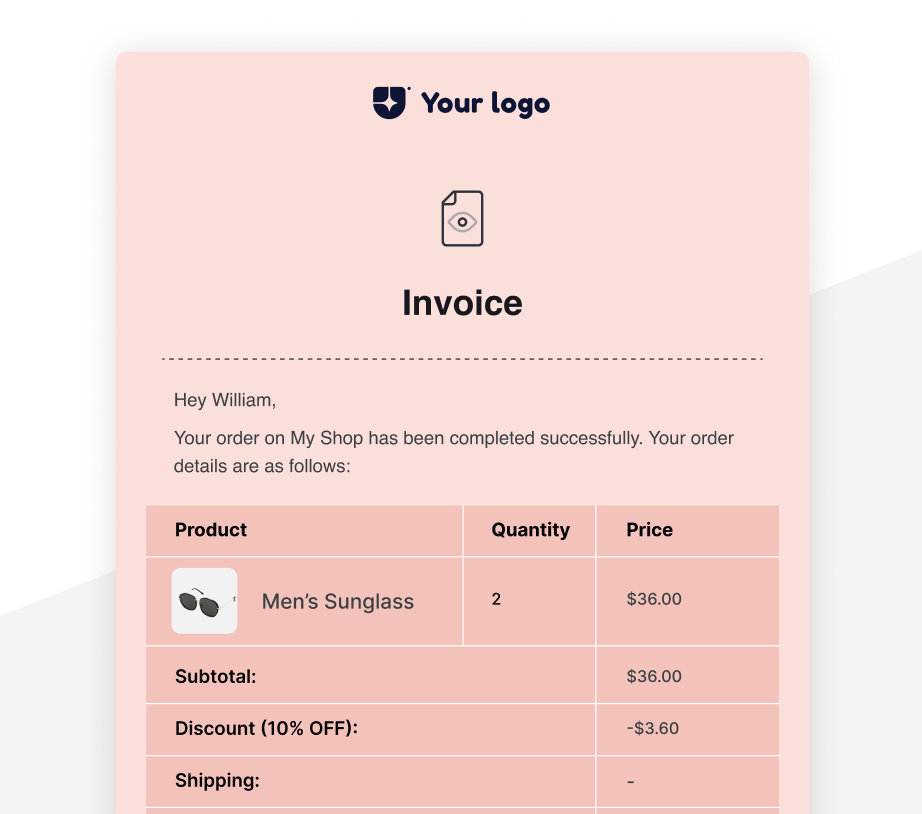 Your logo
Invoice
Hey William,
Your order on My Shop has been completed successfully. Your order
details are as follows:
Product Quantity Price
Men’s Sunglass 2 $36.00
Subtotal: $36.00
Discount (10% OFF): -$3.60
Shipping: -